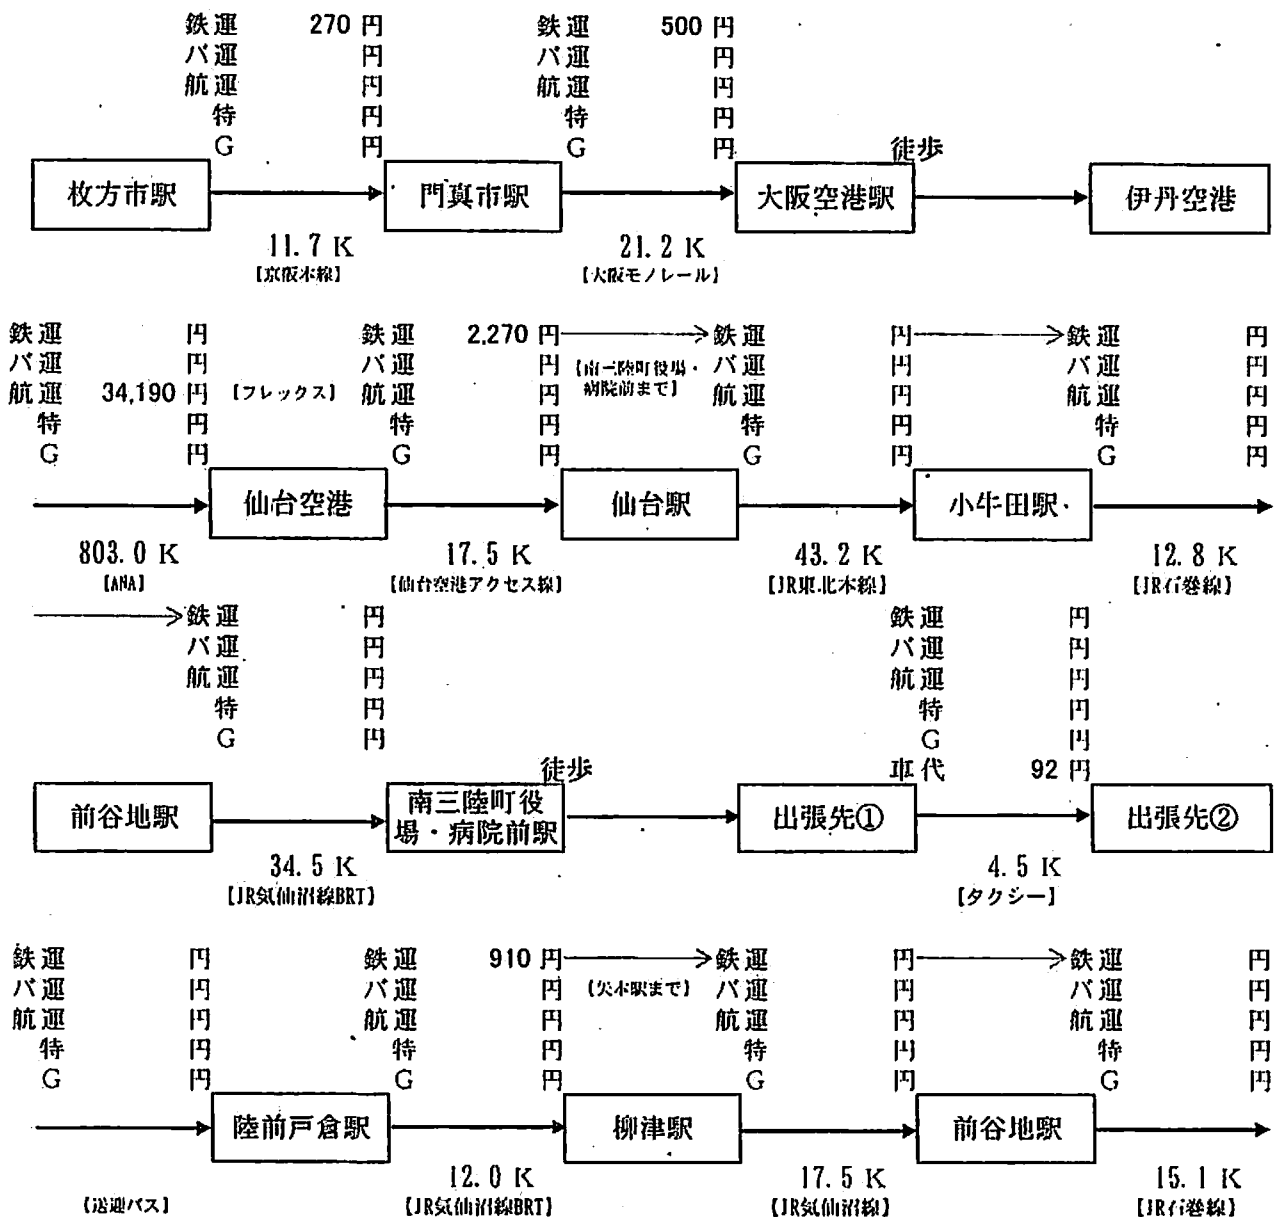 鉄運 270 円 鉄運 500 円
バ運 円 バ運 円
航運 円 航運 円
特 円 特 円
G 円 G 円 徒歩
枚方市駅 門真市駅 大阪空港駅 伊丹空港
11.7 K 21.2 K
【京阪本線】 【大阪モノレール】
鉄運 円 鉄運 2,270 円 鉄運 円 鉄運 円
バ運 円 バ運 円 【南三陸町役場・ バ運 円 バ運 円
航運 34,190 円 【フレックス】 航運 円 病院前まで】 航運 円 航運 円
特 円 特 円 特 円 特 円
G 円 G 円 G 円 G 円
仙台空港 仙台駅 小牛田駅
803.0 K 17.5 K 43.2 K 12.8 K
【ANA】 【仙台空港アクセス線】 【JR東北本線】 【JR石巻線】
鉄運 円 鉄運 円
バ運 円 バ運 円
航運 円 航運 円
特 円 特 円
G 円 G 円
徒歩 車代 92 円
前谷地駅 南三陸町役場・病院前駅 出張先① 出張先②
34.5 K 4.5 K
【JR気仙沼線BRT】 【タクシー】
鉄運 円 鉄運 910 円 鉄運 円 鉄運 円
バ運 円 バ運 円 【矢本駅まで】 バ運 円 バ運 円
航運 円 航運 円 航運 円 航運 円
特 円 特 円 特 円 特 円
G 円 G 円 G 円 G 円
陸前戸倉駅 柳津駅 前谷地駅
12.0 K 17.5 K 15.1 K
【送迎バス】 【JR気仙沼線BRT】 【JR気仙沼線】 【JR石巻線】